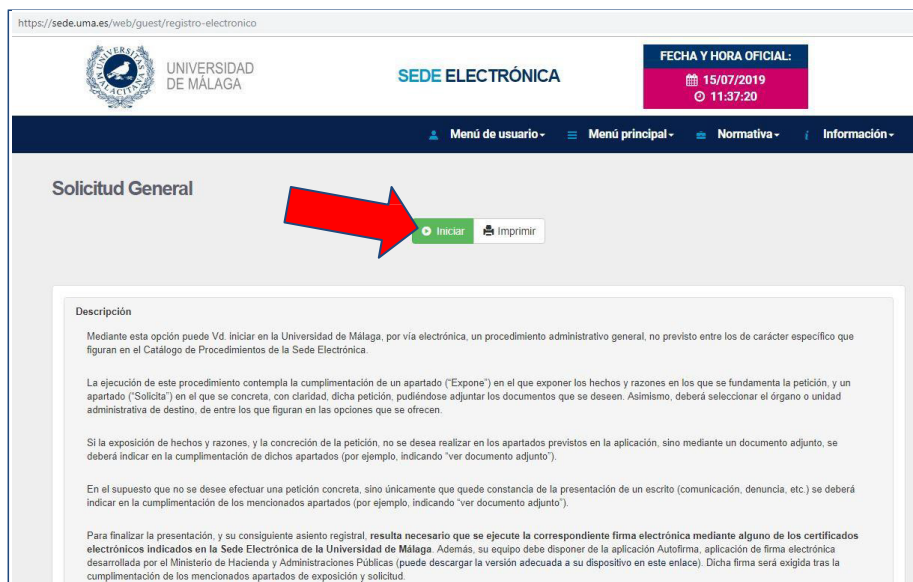 https://sede.uma.es/web/guest/registro-electronico
UNIVERSIDAD
DE MÁLAGA
SEDE ELECTRÓNICA
FECHA Y HORA OFICIAL:
15/07/2019
11:37:20
Menú de usuario
Menú principal
Normativa
Información
Solicitud General
Iniciar
Imprimir
Descripción
Mediante esta opción puede Vd. iniciar en la Universidad de Málaga, por vía electrónica, un procedimiento administrativo general, no previsto entre los de carácter específico que
figuran en el Catálogo de Procedimientos de la Sede Electrónica.
La ejecución de este procedimiento contempla la cumplimentación de un apartado ("Expone") en el que exponer los hechos y razones en los que se fundamenta la petición, y un
apartado ("Solicita") en el que se concreta, con claridad, dicha petición, pudiéndose adjuntar los documentos que se deseen. Asimismo, deberá seleccionar el órgano o unidad
administrativa de destino, de entre los que figuran en las opciones que se ofrecen.
Si la exposición de hechos y razones, y la concreción de la petición, no se desea realizar en los apartados previstos en la aplicación, sino mediante un documento adjunto, se
deberá indicar en la cumplimentación de dichos apartados (por ejemplo, indicando "ver documento adjunto").
En el supuesto que no se desee efectuar una petición concreta, sino únicamente que quede constancia de la presentación de un escrito (comunicación, denuncia, etc.) se deberá
indicar en la cumplimentación de los mencionados apartados (por ejemplo, indicando "ver documento adjunto").
Para finalizar la presentación, y su consiguiente asiento registral, resulta necesario que se ejecute la correspondiente firma electrónica mediante alguno de los certificados
electrónicos indicados en la Sede Electrónica de la Universidad de Málaga. Además, su equipo debe disponer de la aplicación Autofirma, aplicación de firma electrónica
desarrollada por el Ministerio de Hacienda y Administraciones Públicas (puede descargar la versión adecuada a su dispositivo en este enlace). Dicha firma será exigida tras la
cumplimentación de los mencionados apartados de exposición y solicitud.